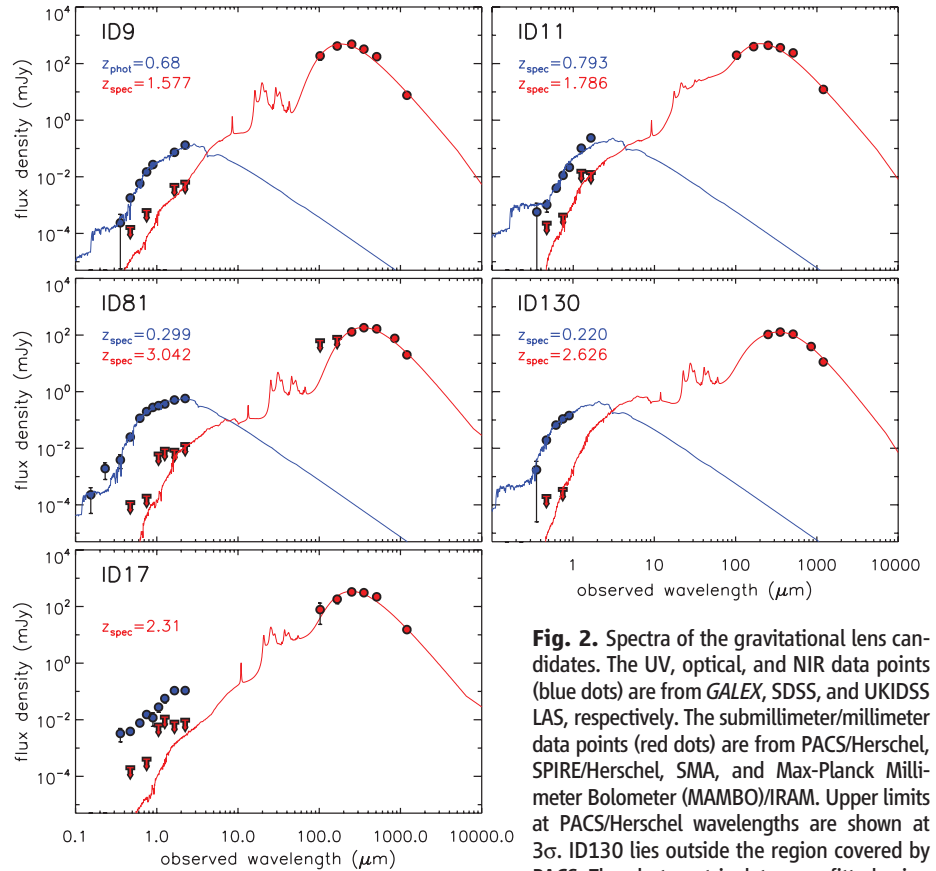 ID9
z_phot=0.68
z_spec=1.577
flux density (mJy)
10^4
10^2
10^0
10^-2
10^-4
ID11
z_spec=0.793
z_spec=1.786
ID81
z_spec=0.299
z_spec=3.042
flux density (mJy)
10^4
10^2
10^0
10^-2
10^-4
ID130
z_spec=0.220
z_spec=2.626
1 10 100 1000 10000
observed wavelength (μm)
ID17
z_spec=2.31
flux density (mJy)
10^4
10^2
10^0
10^-2
10^-4
0.1 1.0 10.0 100.0 1000.0 10000.0
observed wavelength (μm)
Fig. 2. Spectra of the gravitational lens can-
didates. The UV, optical, and NIR data points
(blue dots) are from GALEX, SDSS, and UKIDSS
LAS, respectively. The submillimeter/millimeter
data points (red dots) are from PACS/Herschel,
SPIRE/Herschel, SMA, and Max-Planck Milli-
meter Bolometer (MAMBO)/IRAM. Upper limits
at PACS/Herschel wavelengths are shown at
3σ. ID130 lies outside the region covered by